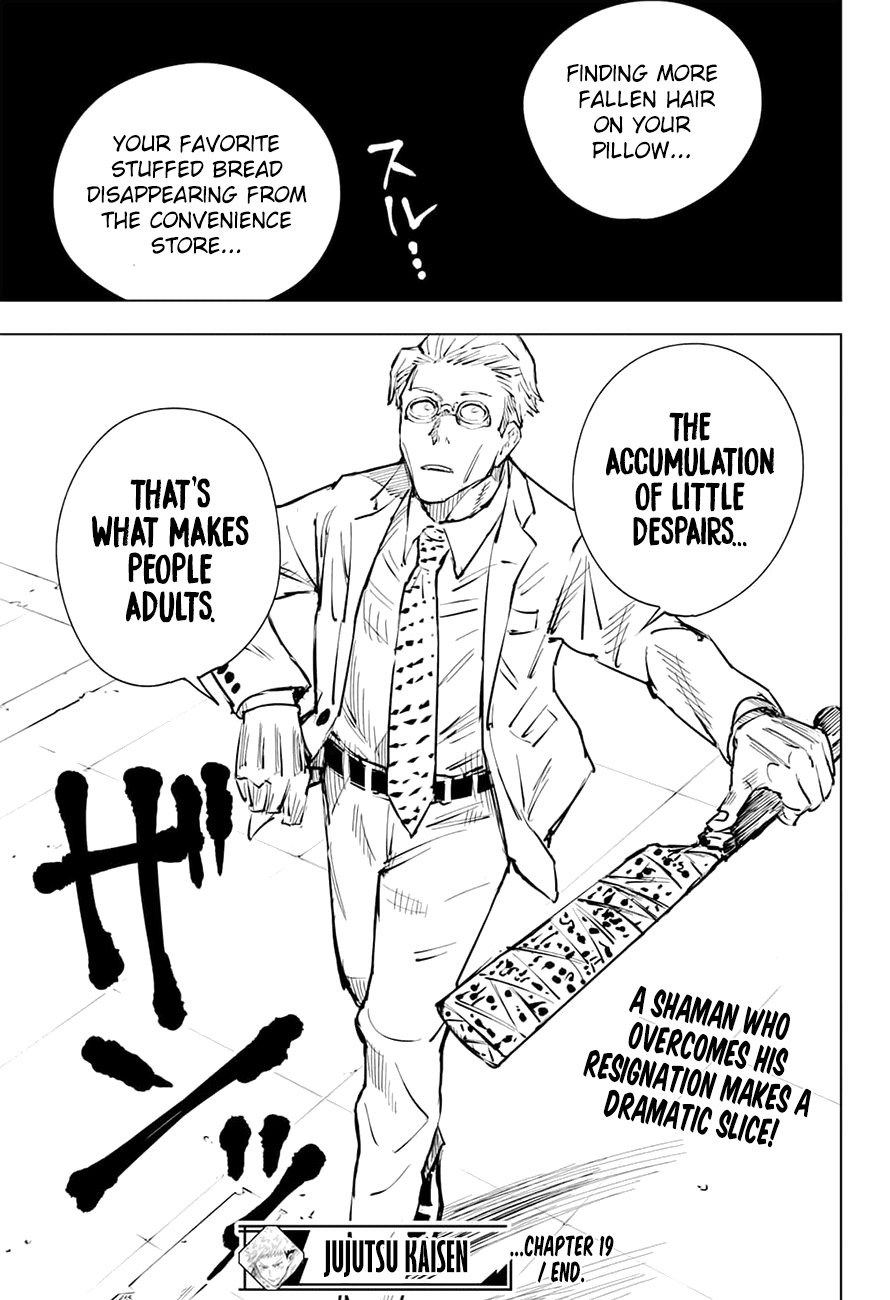 FINDING MORE
FALLEN HAIR
ON YOUR
PILLOW...
YOUR FAVORITE
STUFFED BREAD
DISAPPEARING FROM
THE CONVENIENCE
STORE...
スル...
THE
ACCUMULATION
OF LITTLE
DESPAIRS...
THAT'S
WHAT MAKES
PEOPLE
ADULTS.
ザンッ
A SHAMAN WHO
OVERCOMES HIS
RESIGNATION MAKES A
DRAMATIC SLICE!
JUJUTSU KAISEN
...CHAPTER 19
/ END.